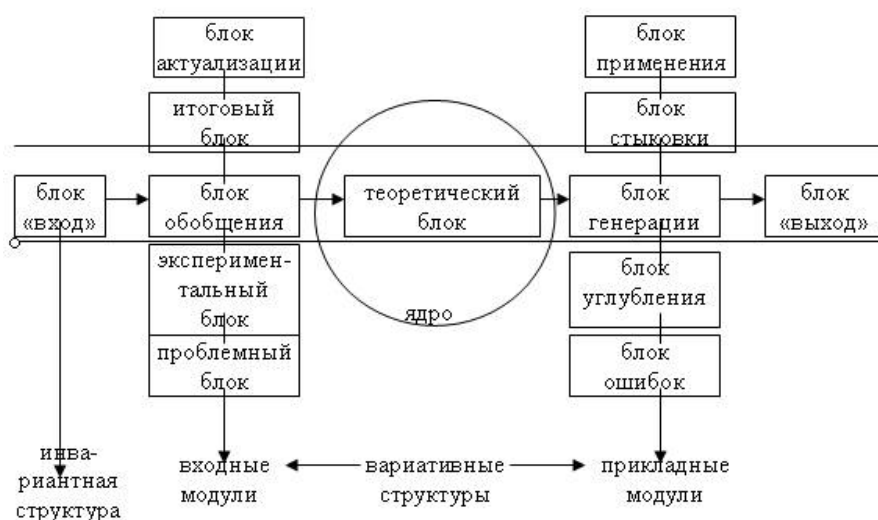 блок
актуализации
блок
применения
итоговый
блок
блок
стыковки
блок
«вход»
блок
обобщения
теоретический
блок
блок
генерации
блок
«выход»
эксперимен-
тальный
блок
блок
углубления
ядро
проблемный
блок
блок
ошибок
инва-
риантная
структура
входные
модули
вариативные
структуры
прикладные
модули